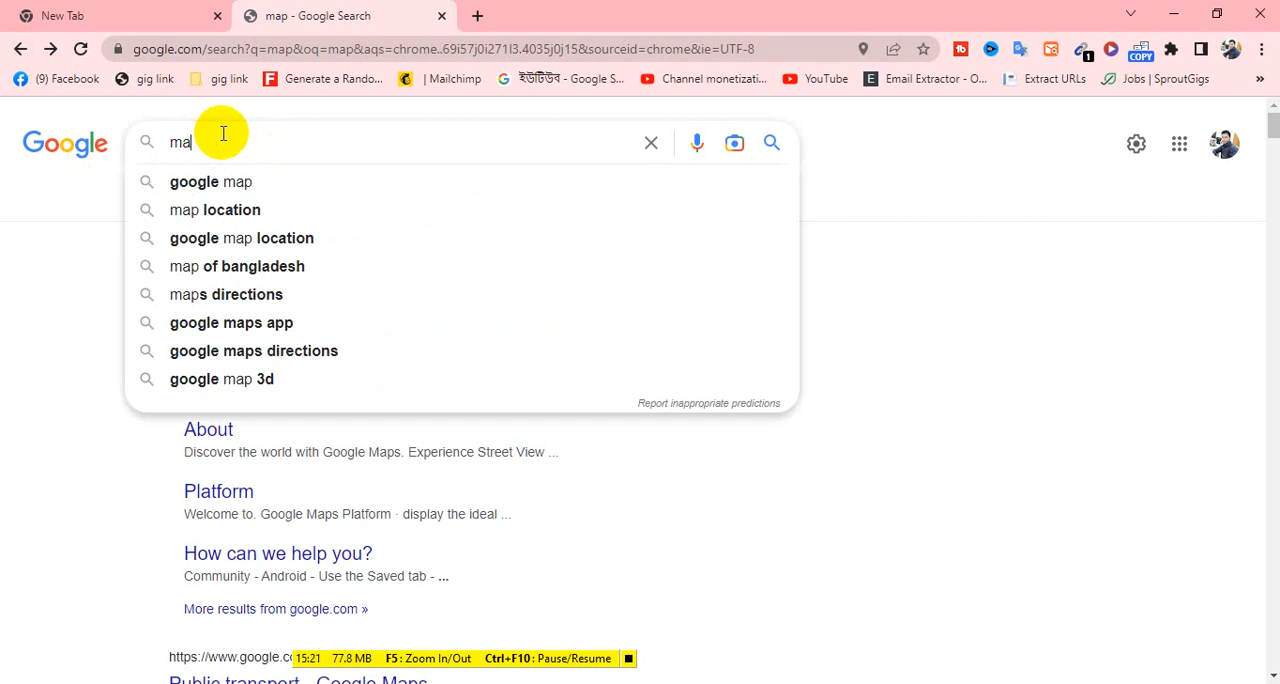 New Tab
map - Google Search
google.com/search?q=map&oq=map&aqs=chrome..69i57j0i271l3.4035j0j15&sourceid=chrome&ie=UTF-8
1
COPY
(9) Facebook
gig link
gig link
Generate a Rando...
| Mailchimp
ইউটিউব - Google S...
Channel monetizati...
YouTube
Email Extractor - O...
Extract URLs
Jobs | SproutGigs
»
Google
ma
google map
map location
google map location
map of bangladesh
maps directions
google maps app
google maps directions
google map 3d
Report inappropriate predictions
About
Discover the world with Google Maps. Experience Street View ...
Platform
Welcome to. Google Maps Platform · display the ideal ...
How can we help you?
Community - Android - Use the Saved tab - ...
More results from google.com »
https://www.google.c
15:21 77.8 MB F5 : Zoom In/Out Ctrl+F10 : Pause/Resume
Public transport - Google Maps